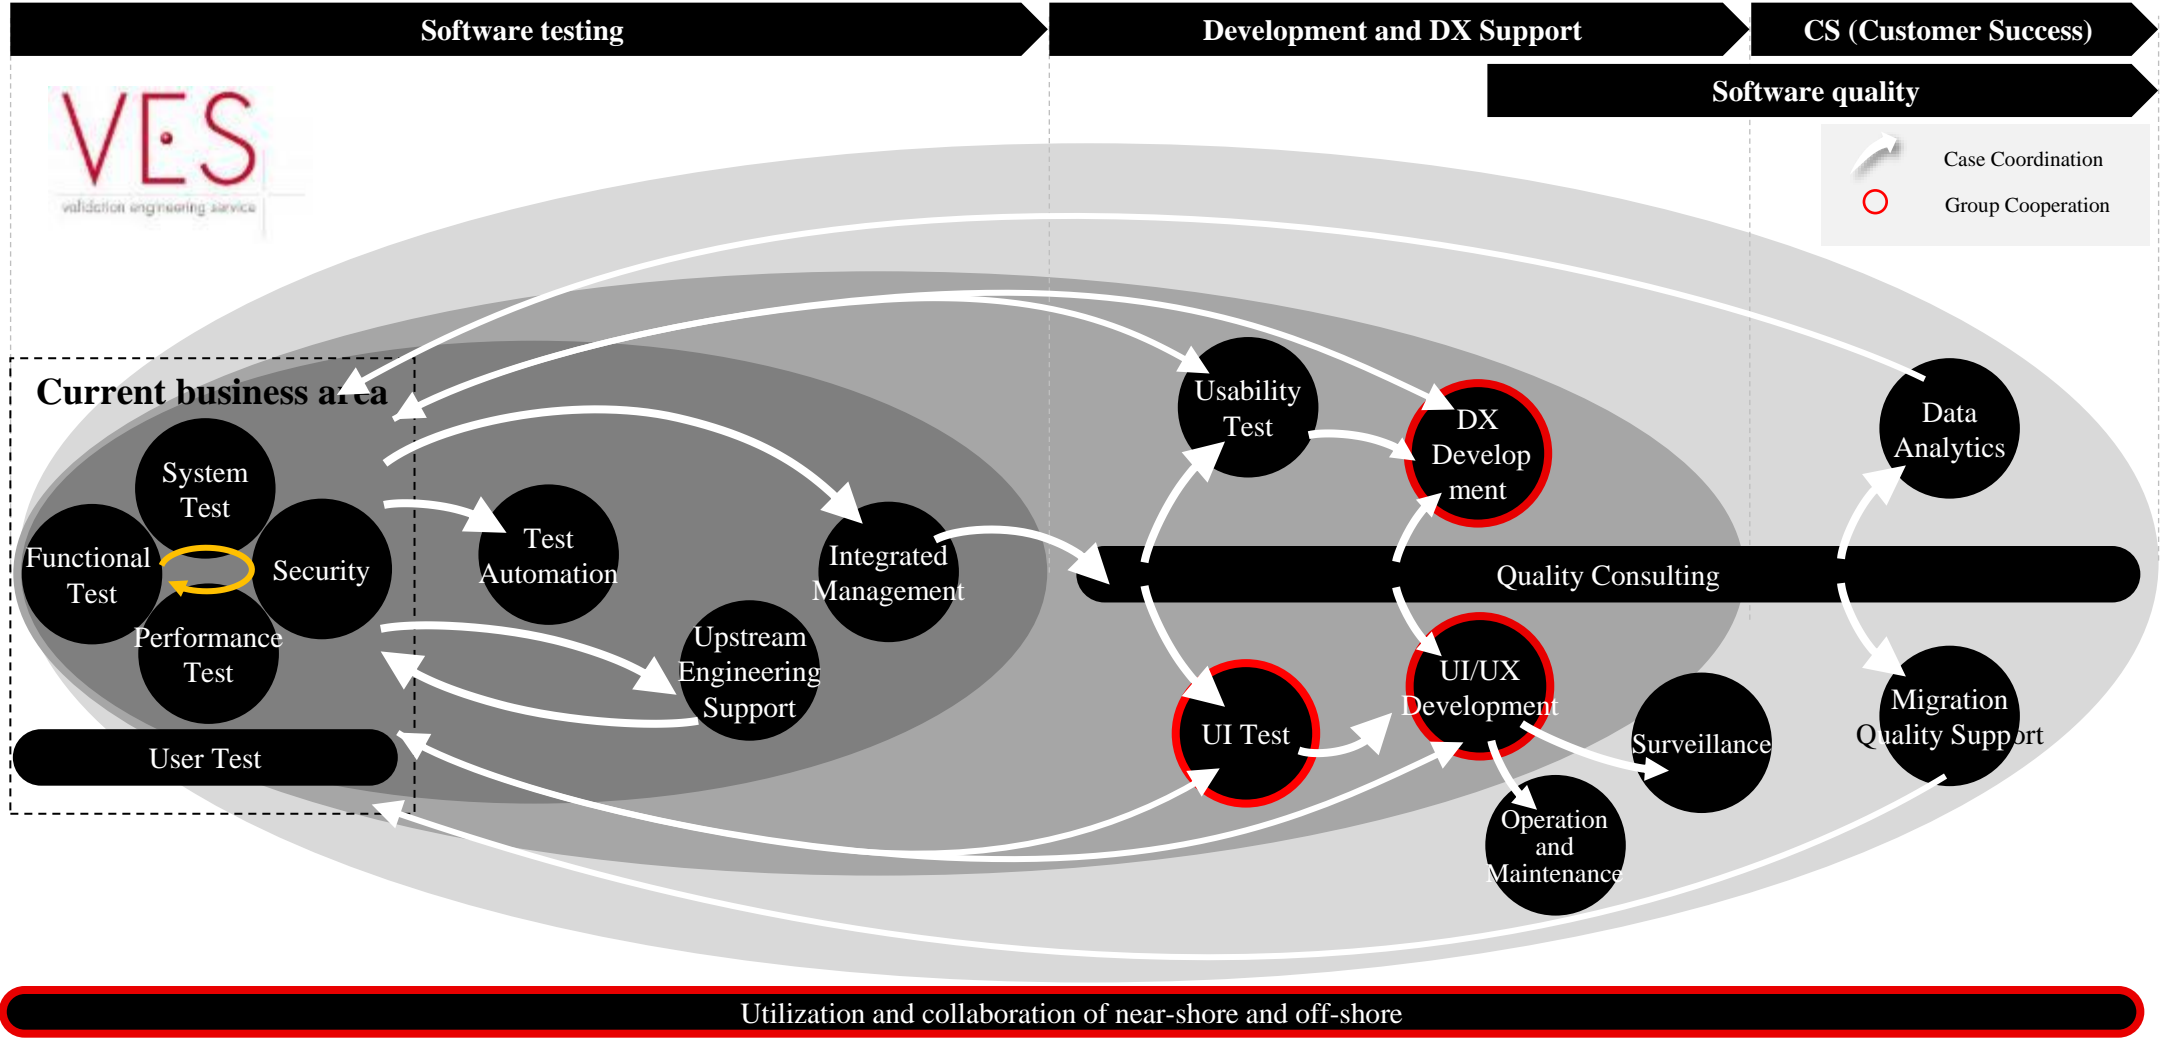 Software testing
Development and DX Support
CS (Customer Success)
Software quality
VES
validation engineering service
Case Coordination
Group Cooperation
Current business area
System
Test
Functional
Test
Security
Performance
Test
User Test
Test
Automation
Upstream
Engineering
Support
Integrated
Management
Usability
Test
DX
Develop
ment
Quality Consulting
UI Test
UI/UX
Development
Surveillance
Operation
and
Maintenance
Data
Analytics
Migration
Quality Support
Utilization and collaboration of near-shore and off-shore